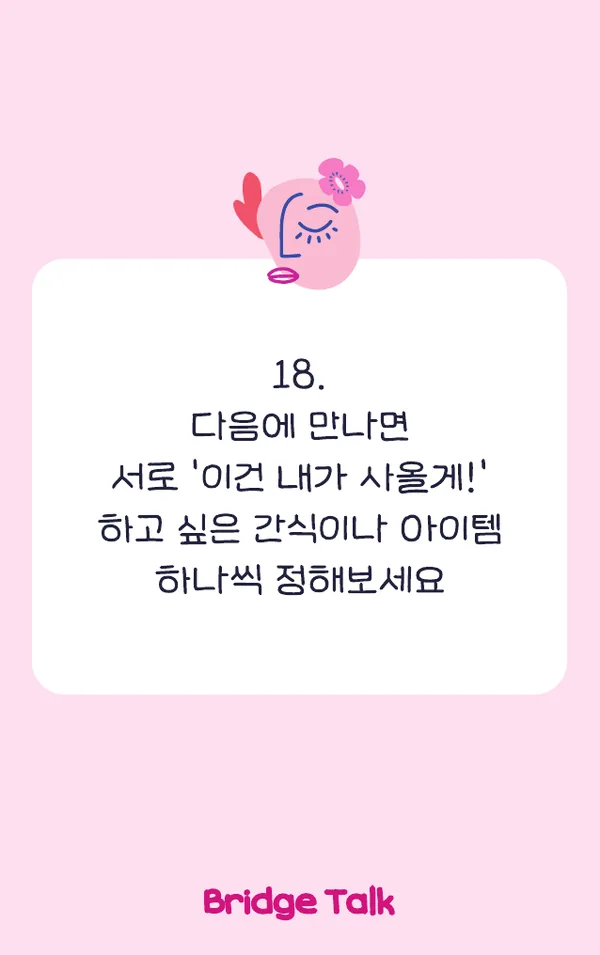 18.
다음에 만나면
서로 '이건 내가 사올게!'
하고 싶은 간식이나 아이템
하나씩 정해보세요
Bridge Talk